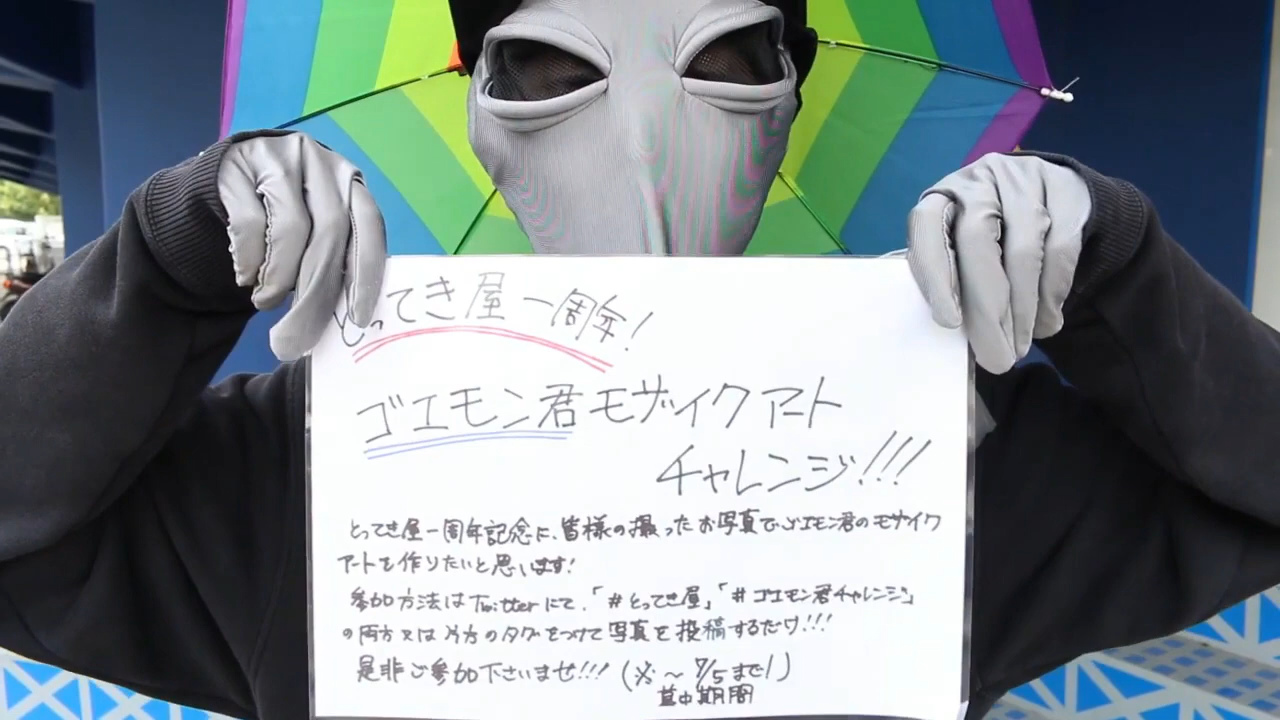 とってき屋一周年!
ゴエモン君モザイクアート
チャレンジ!!!
とってき屋一周年記念に、皆様の撮ったお写真でゴエモン君のモザイク
アートを作りたいと思います!
参加方法はTwitterにて、「#とってき屋」「#ゴエモン君チャレンジ」
の両方又は片方のタグをつけて写真を投稿するだけ!!!
是非ご参加下さいませ!!! (※~7/5まで!)
期間